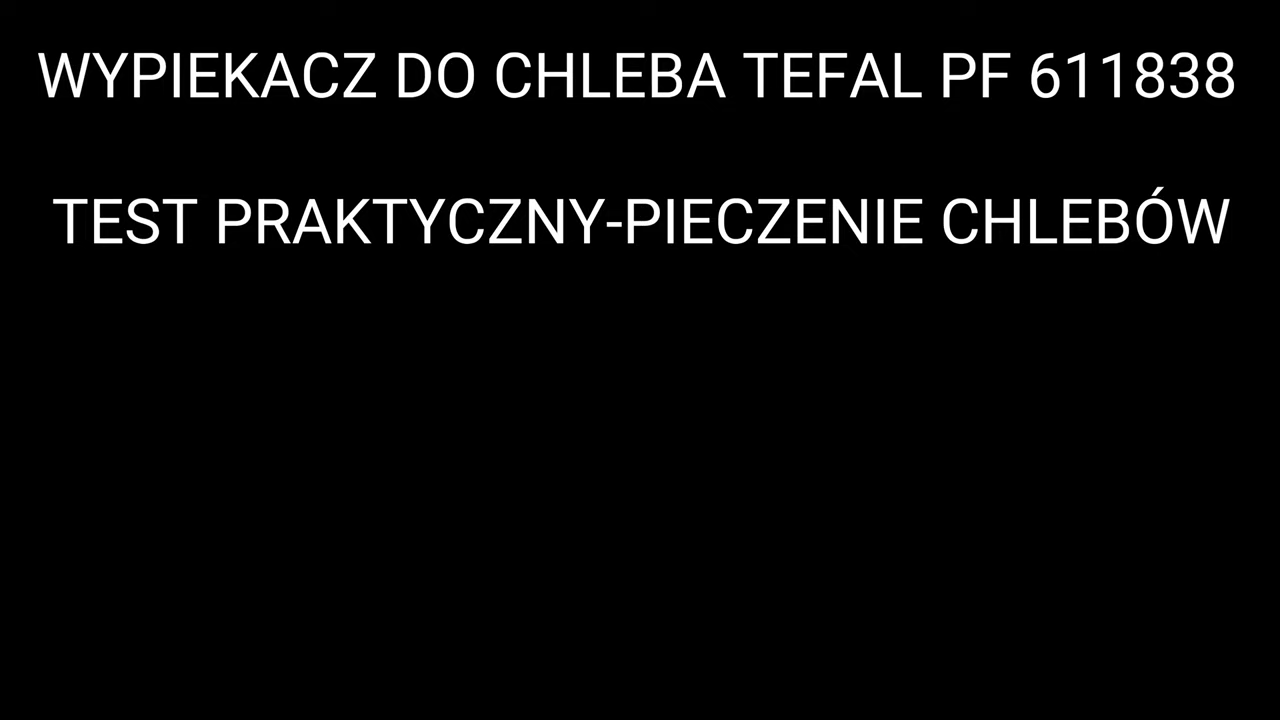 WYPIEKACZ DO CHLEBA TEFAL PF 611838
TEST PRAKTYCZNY-PIECZENIE CHLEBÓW